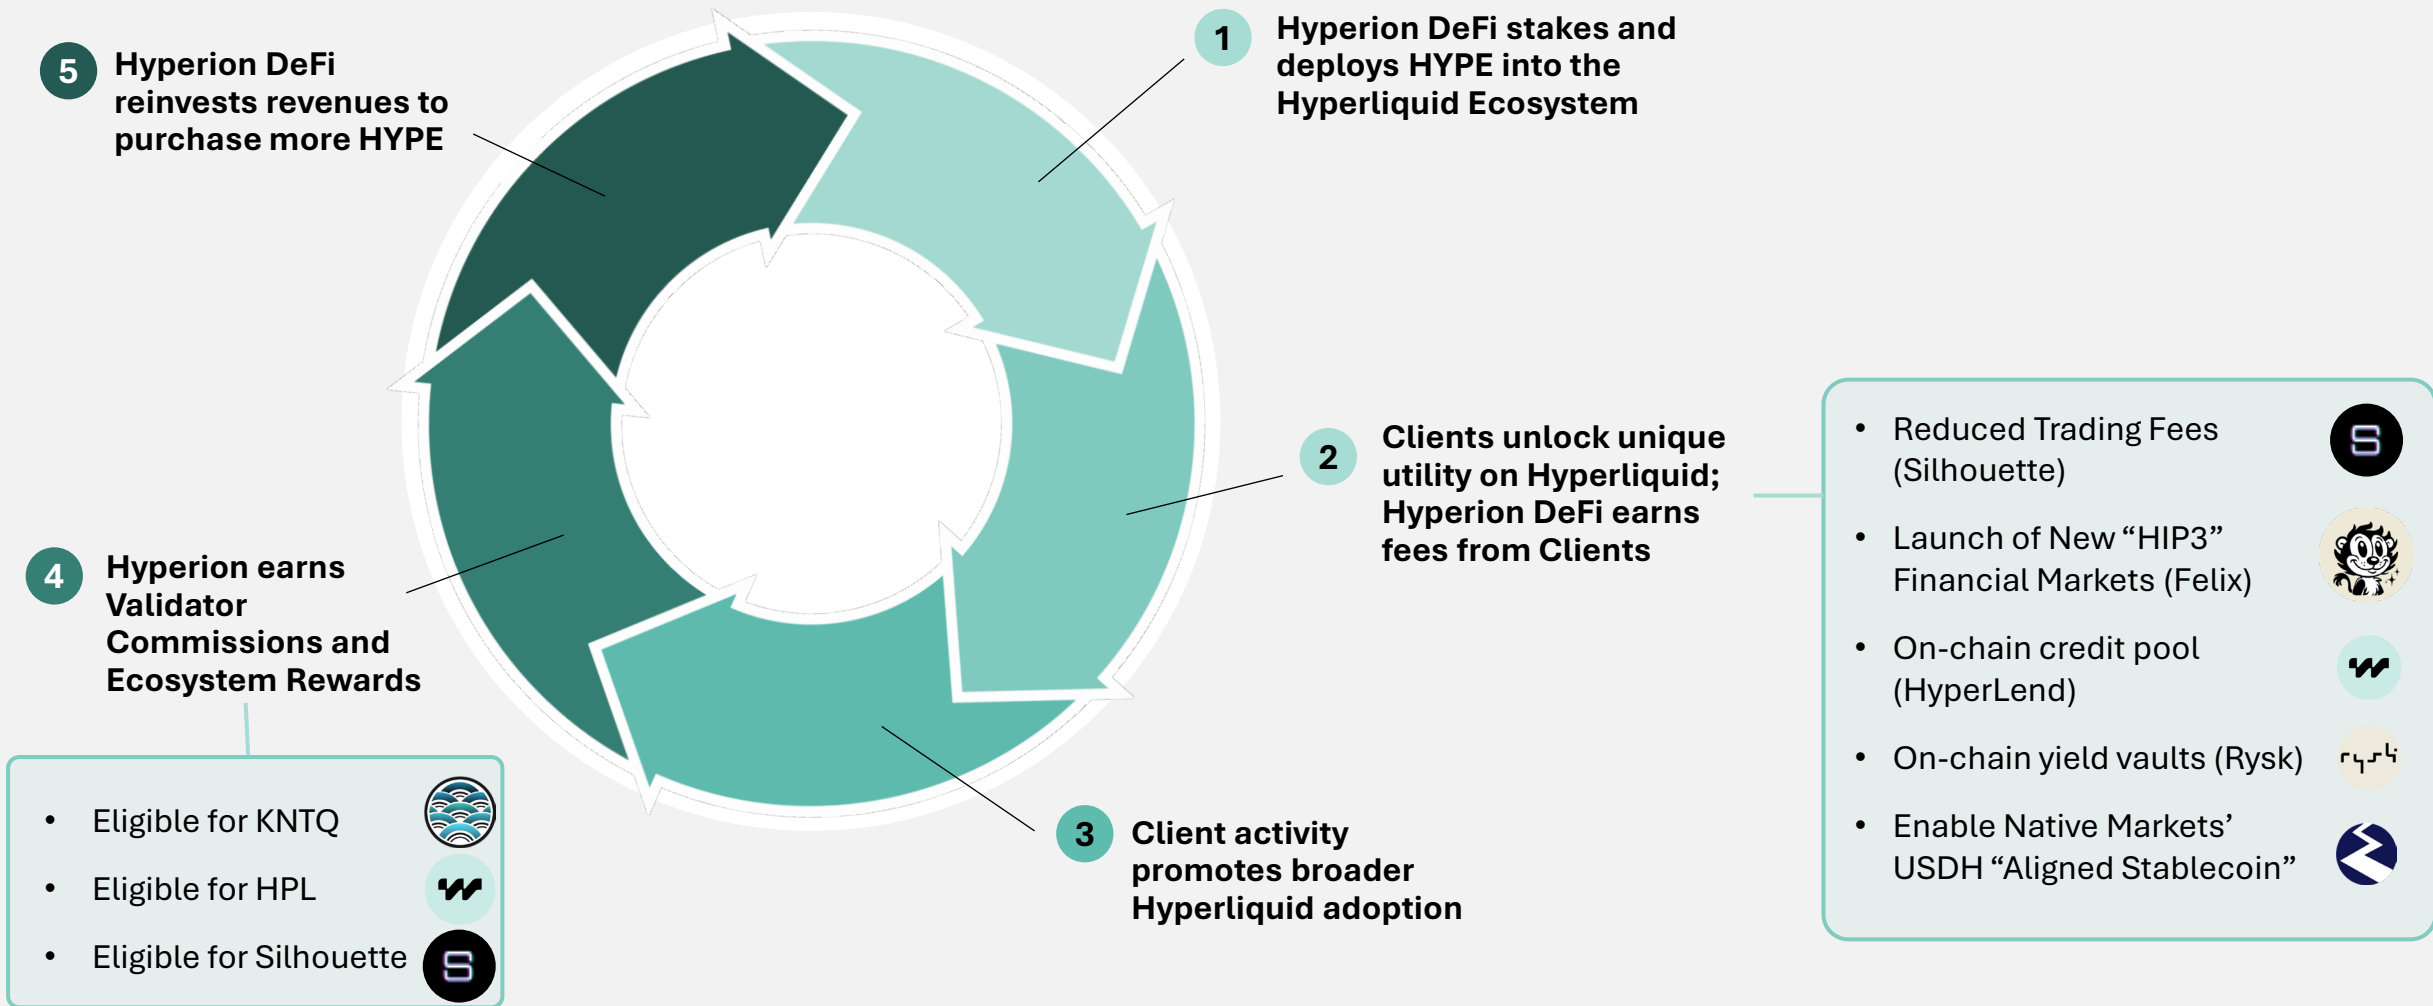 1
Hyperion DeFi stakes and
deploys HYPE into the
Hyperliquid Ecosystem
2
Clients unlock unique
utility on Hyperliquid;
Hyperion DeFi earns
fees from Clients
• Reduced Trading Fees
(Silhouette)
S
• Launch of New “HIP3”
Financial Markets (Felix)
• On-chain credit pool
(HyperLend)
• On-chain yield vaults (Rysk)
rysk
• Enable Native Markets’
USDH “Aligned Stablecoin”
3
Client activity
promotes broader
Hyperliquid adoption
4
Hyperion earns
Validator
Commissions and
Ecosystem Rewards
• Eligible for KNTQ
• Eligible for HPL
• Eligible for Silhouette
S
5
Hyperion DeFi
reinvests revenues to
purchase more HYPE